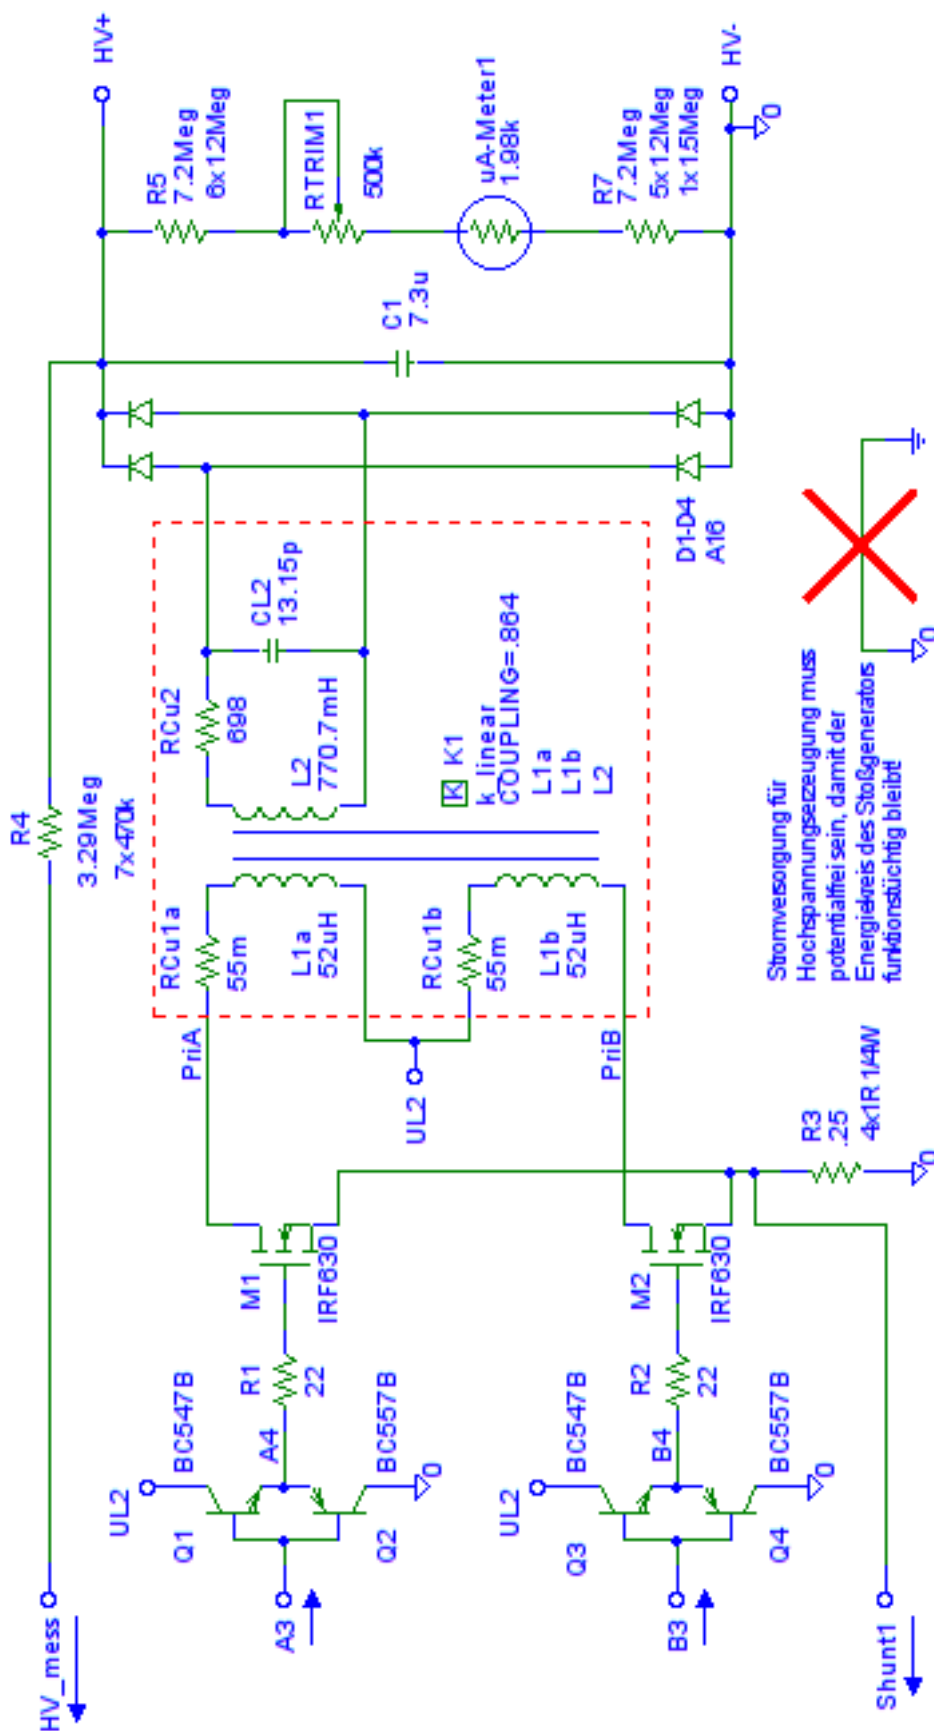 HV_mess
R4
3.29Meg
7x470k
HV+
UL2
Q1
BC547B
A3
A4
R1
22
M1
IRF630
Q2
BC557B
0
PriA
RCu1a
55m
L1a
52uH
UL2
RCu1b
55m
L1b
52uH
PriB
RCu2
698
CL2
13.15p
L2
770.7mH
K K1
k_linear
COUPLING=.864
L1a
L1b
L2
D1-D4
A16
C1
7.3u
R5
7.2Meg
6x12Meg
RTRIM1
500k
uA-Meter1
1.98k
R7
7.2Meg
5x12Meg
1x1.5Meg
HV-
0
UL2
Q3
BC547B
B3
B4
R2
22
M2
IRF630
Q4
BC557B
0
Shunt1
R3
.25
4x1R 1/4W
0
Stromversorgung für
Hochspannungserzeugung muss
potentialfrei sein, damit der
Energiekreis des Stoßgenerators
funktionstüchtig bleibt!
0